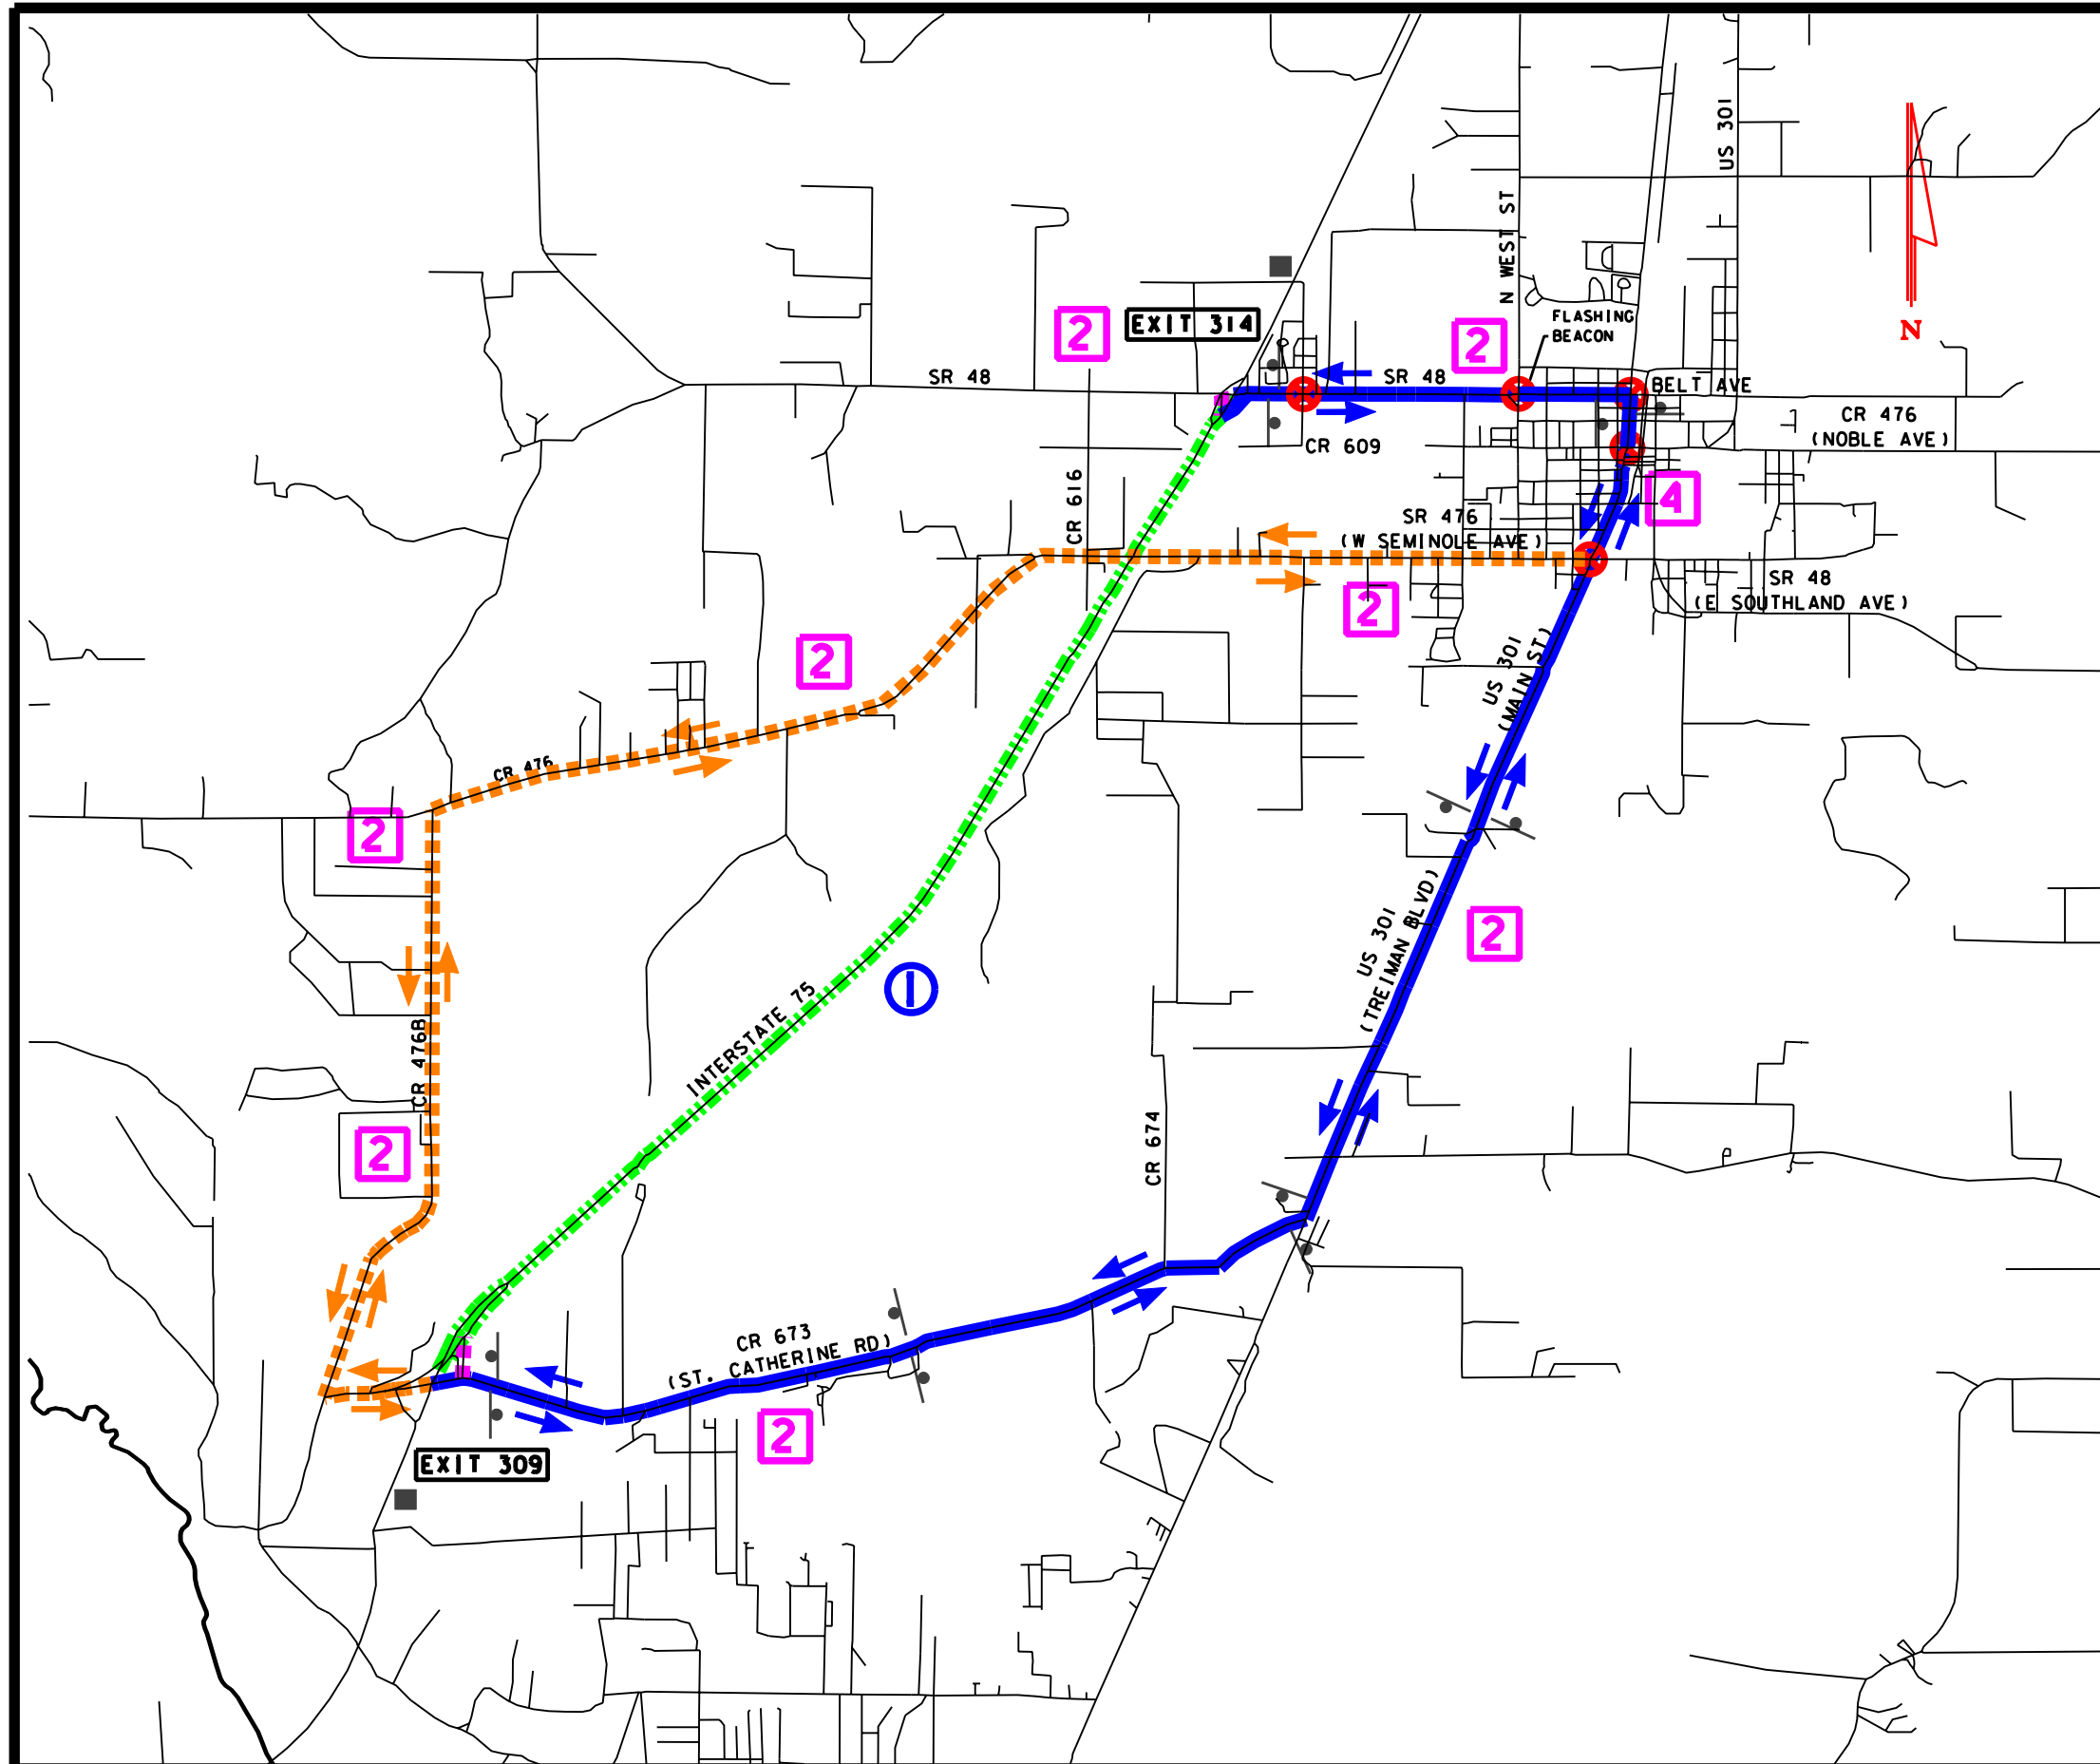 US 301
N WEST ST
N
2
EXIT 314
2
FLASHING
BEACON
SR 48
SR 48
BELT AVE
CR 476
(NOBLE AVE)
CR 609
CR 616
4
SR 476
(W SEMINOLE AVE)
SR 48
(E SOUTHLAND AVE)
2
2
US 301
(MAIN ST)
CR 476
2
US 301
(TREIMAN BLVD)
2
1
INTERSTATE 75
CR 476B
2
CR 674
CR 673
(ST. CATHERINE RD)
2
EXIT 309